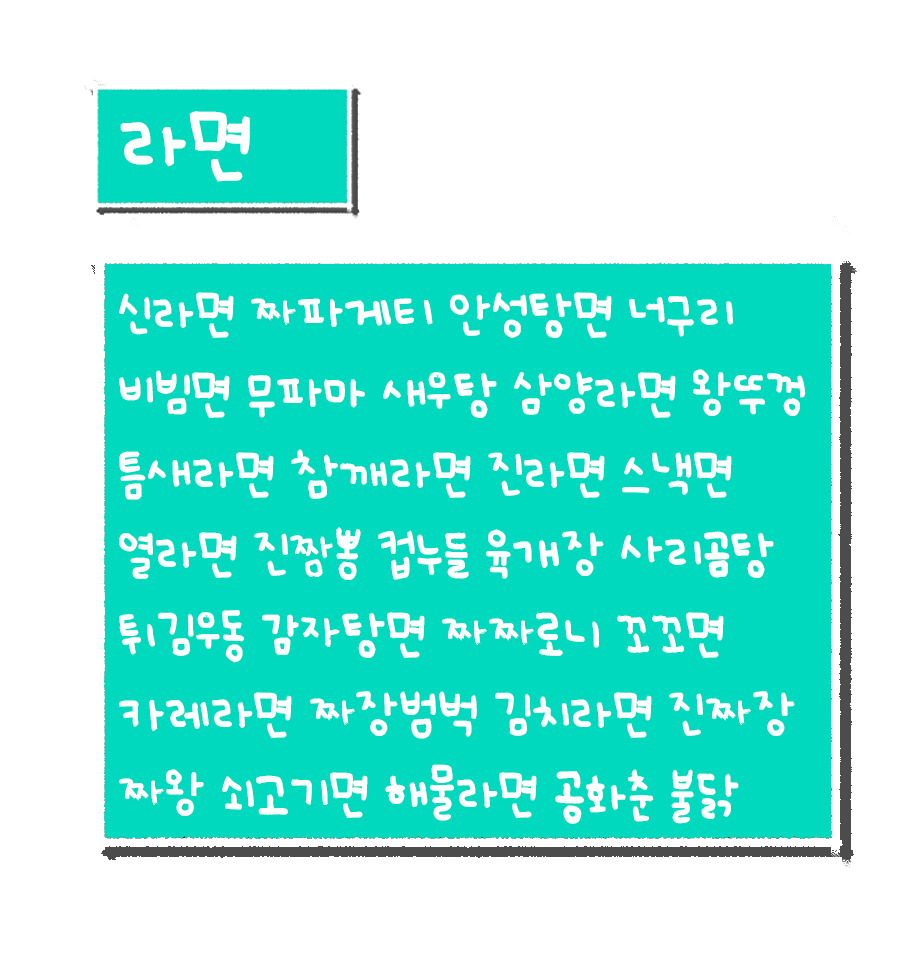 라면
신라면 짜파게티 안성탕면 너구리
비빔면 무파마 새우탕 삼양라면 왕뚜껑
틈새라면 참깨라면 진라면 스낵면
열라면 진짬뽕 컵누들 육개장 사리곰탕
튀김우동 감자탕면 짜짜로니 꼬꼬면
카레라면 짜장범벅 김치라면 진짜장
짜왕 쇠고기면 해물라면 공화춘 불닭